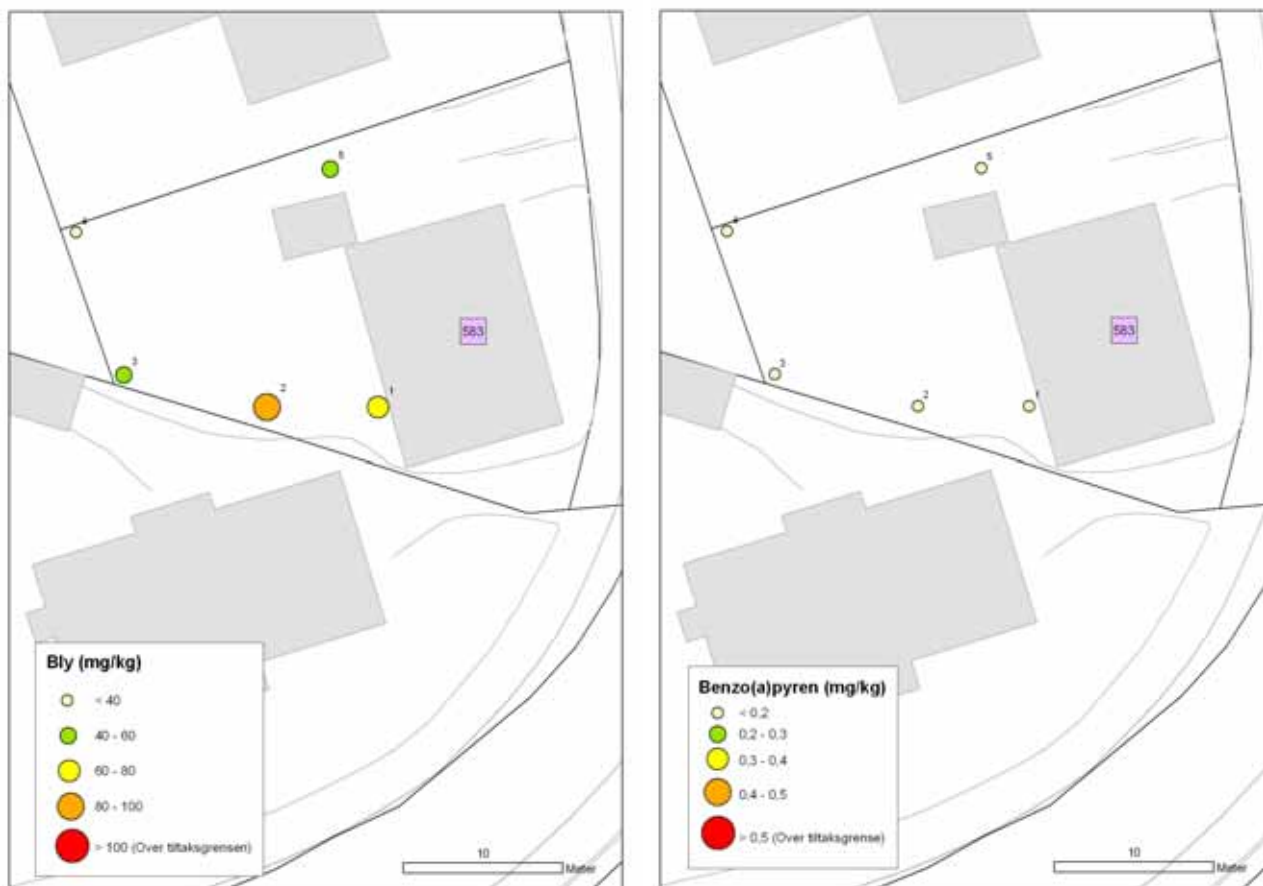 5
4
583
3
2
1
Bly (mg/kg)
< 40
40 - 60
60 - 80
80 - 100
> 100 (Over tiltaksgrensen)
10
Meter
5
4
583
3
2
1
Benzo(a)pyren (mg/kg)
< 0,2
0,2 - 0,3
0,3 - 0,4
0,4 - 0,5
> 0,5 (Over tiltaksgrense)
10
Meter